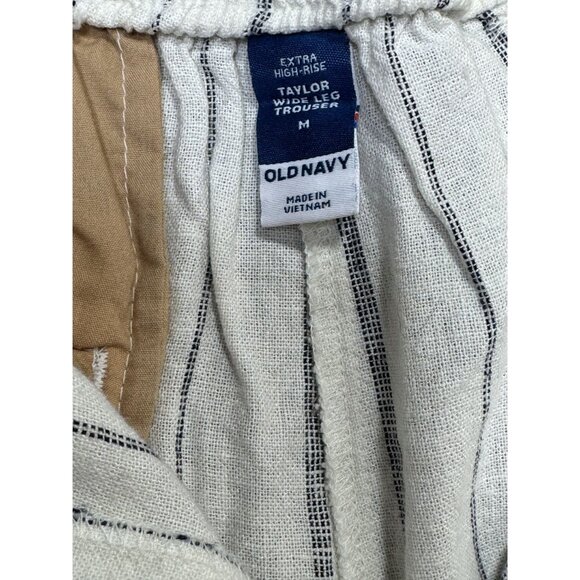 EXTRA
HIGH-RISE
TAYLOR
WIDE LEG
TROUSER
M
OLD NAVY
MADE IN
VIETNAM